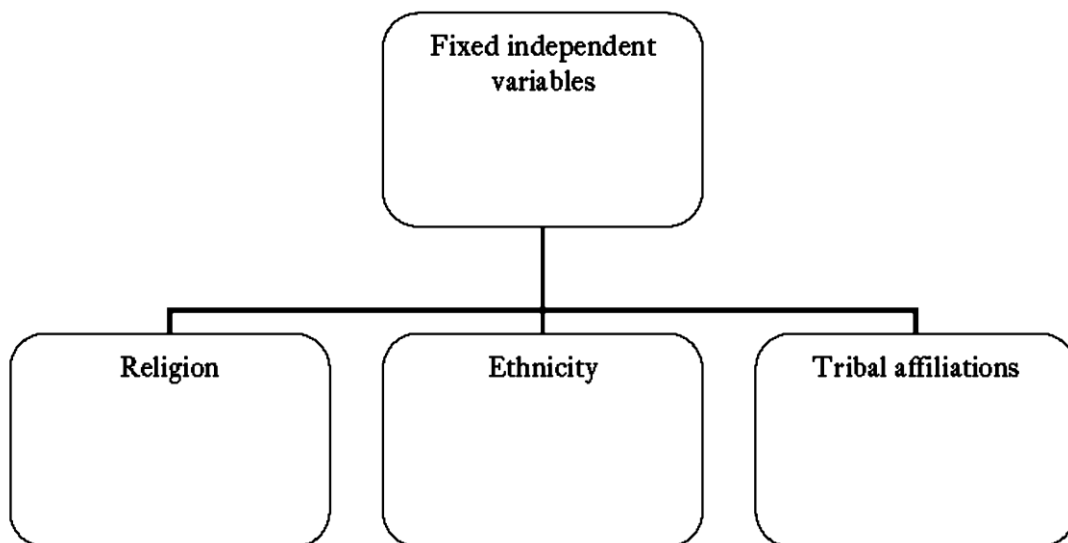 Fixed independent
variables
Religion
Ethnicity
Tribal affiliations